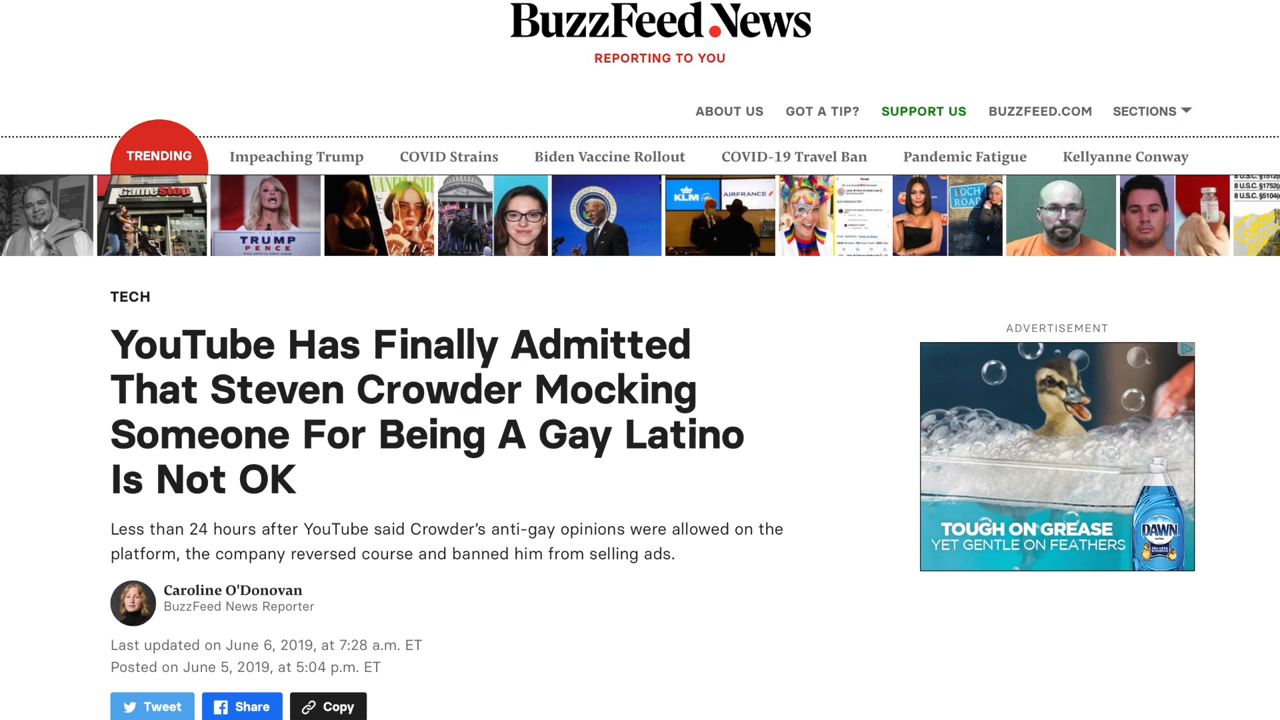 BuzzFeed News
REPORTING TO YOU
ABOUT US GOT A TIP? SUPPORT US BUZZFEED.COM SECTIONS
TRENDING Impeaching Trump COVID Strains Biden Vaccine Rollout COVID-19 Travel Ban Pandemic Fatigue Kellyanne Conway
GameStop
TRUMP
PENCE
VANITY FAIR
KLM AIRFRANCE
LOCH
ROAD
8 U.S.C. §1752
TECH
YouTube Has Finally Admitted
That Steven Crowder Mocking
Someone For Being A Gay Latino
Is Not OK
Less than 24 hours after YouTube said Crowder’s anti-gay opinions were allowed on the
platform, the company reversed course and banned him from selling ads.
Caroline O'Donovan
BuzzFeed News Reporter
Last updated on June 6, 2019, at 7:28 a.m. ET
Posted on June 5, 2019, at 5:04 p.m. ET
Tweet Share Copy
ADVERTISEMENT
TOUGH ON GREASE
YET GENTLE ON FEATHERS
DAWN